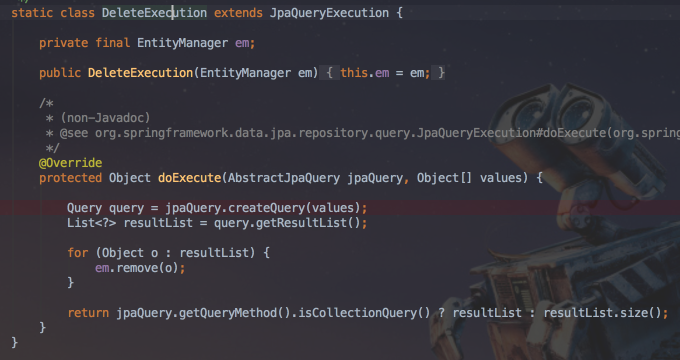 static class DeleteExecution extends JpaQueryExecution {
private final EntityManager em;
public DeleteExecution(EntityManager em) { this.em = em; }
/*
* (non-Javadoc)
* @see org.springframework.data.jpa.repository.query.JpaQueryExecution#doExecute(org.spring
*/
@Override
protected Object doExecute(AbstractJpaQuery jpaQuery, Object[] values) {
Query query = jpaQuery.createQuery(values);
List<?> resultList = query.getResultList();
for (Object o : resultList) {
em.remove(o);
}
return jpaQuery.getQueryMethod().isCollectionQuery() ? resultList : resultList.size();
}
}